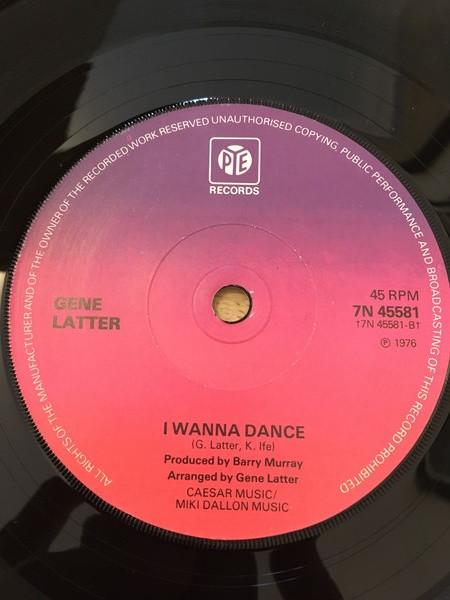 ALL RIGHTS OF THE MANUFACTURER AND OF THE OWNER OF THE RECORDED WORK RESERVED UNAUTHORISED COPYING, PUBLIC PERFORMANCE AND BROADCASTING OF THIS RECORD PROHIBITED
PYE
RECORDS
GENE
LATTER
45 RPM
7N 45581
†7N 45581-B†
℗ 1976
I WANNA DANCE
(G. Latter, K. Ife)
Produced by Barry Murray
Arranged by Gene Latter
CAESAR MUSIC/
MIKI DALLON MUSIC